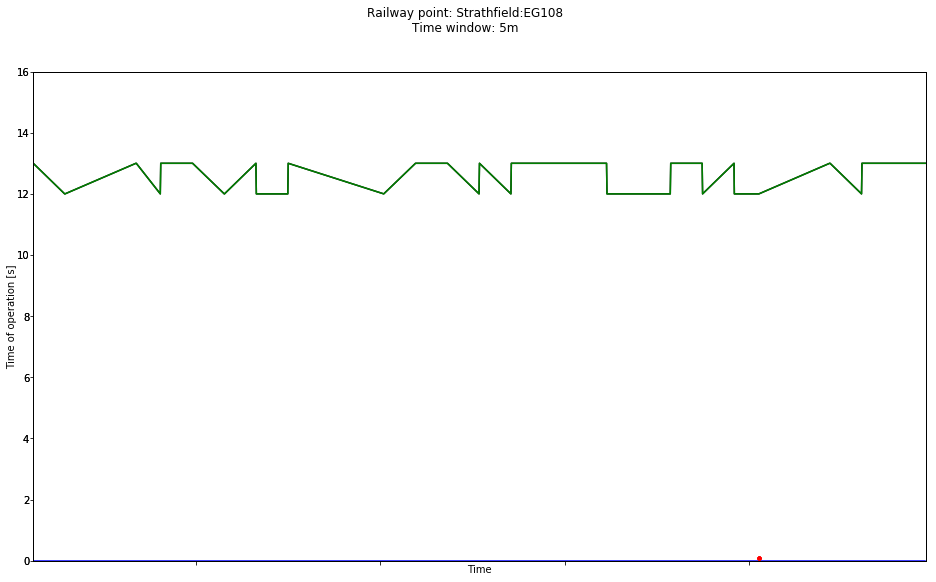 Railway point: Strathfield:EG108
Time window: 5m
16
14
12
10
8
6
4
2
0
Time of operation [s]
Time